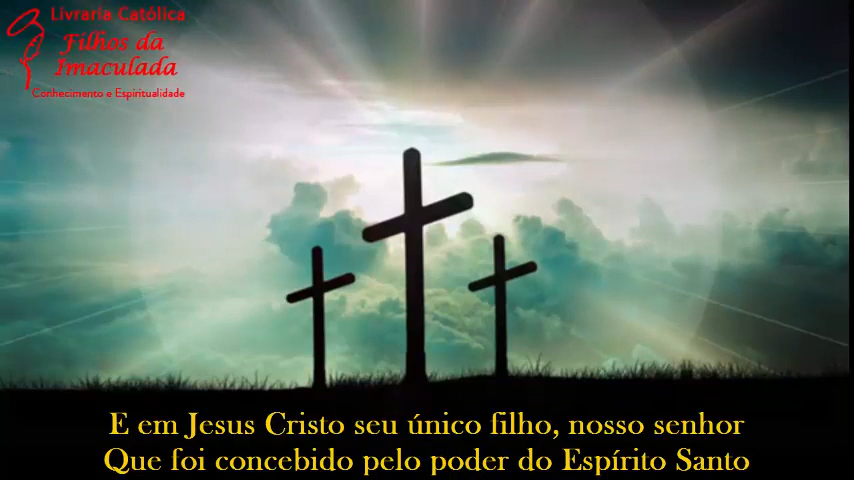 Livraria Católica
Filhos da
Imaculada
Conhecimento e Espiritualidade
E em Jesus Cristo seu único filho, nosso senhor
Que foi concebido pelo poder do Espírito Santo